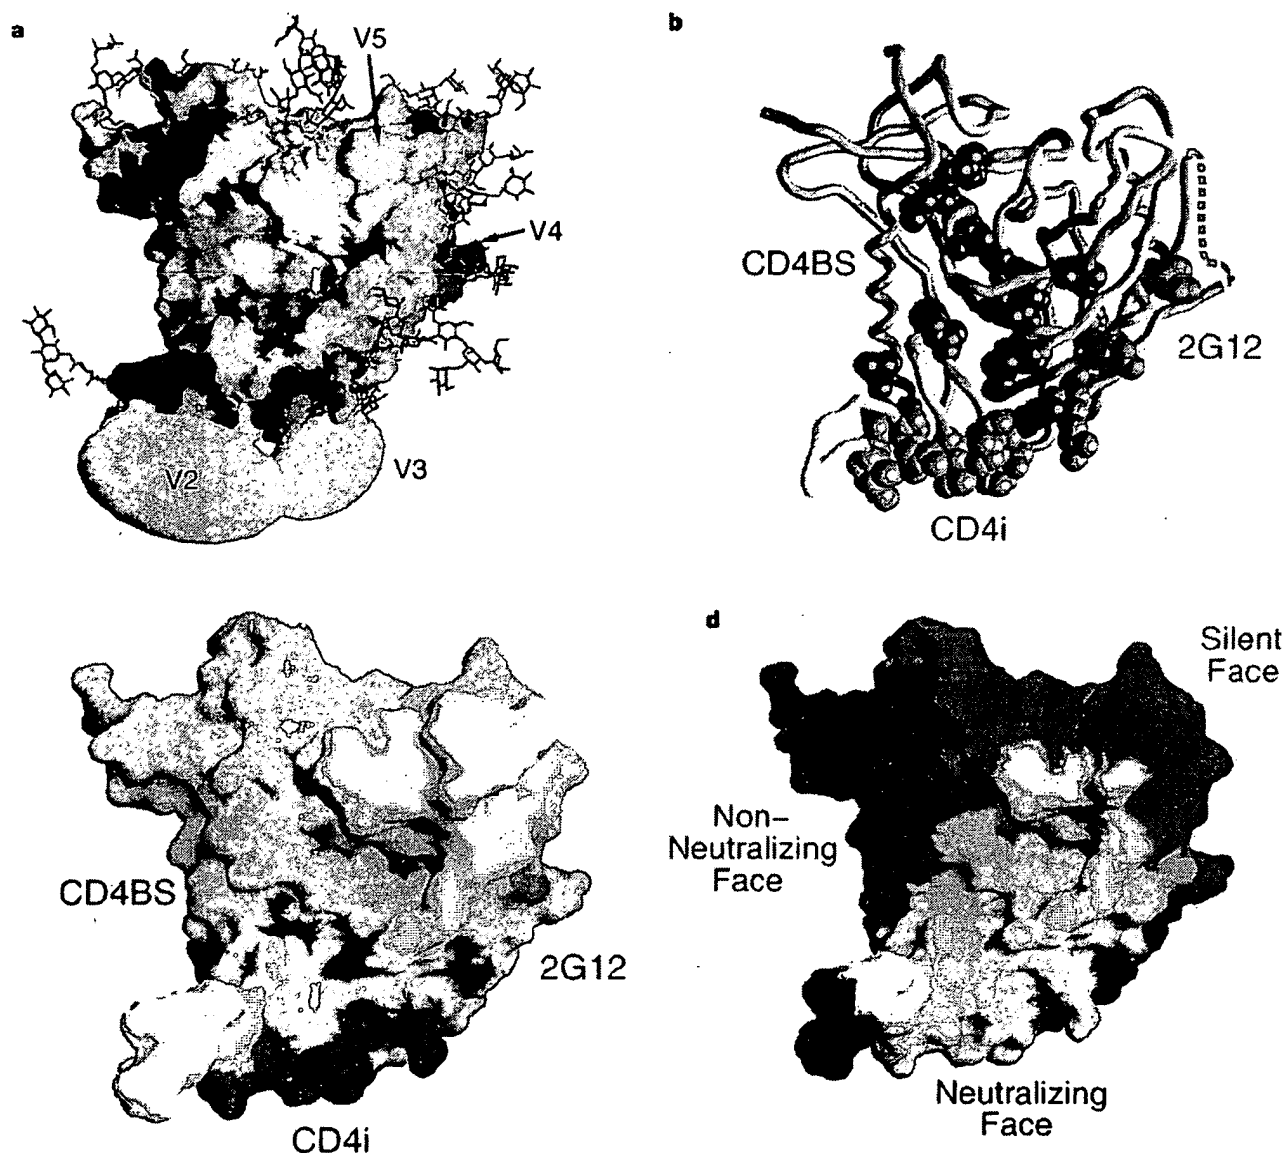 a
V5
V4
V2
V3
b
CD4BS
2G12
CD4i
CD4BS
2G12
CD4i
d
Silent
Face
Non-
Neutralizing
Face
Neutralizing
Face